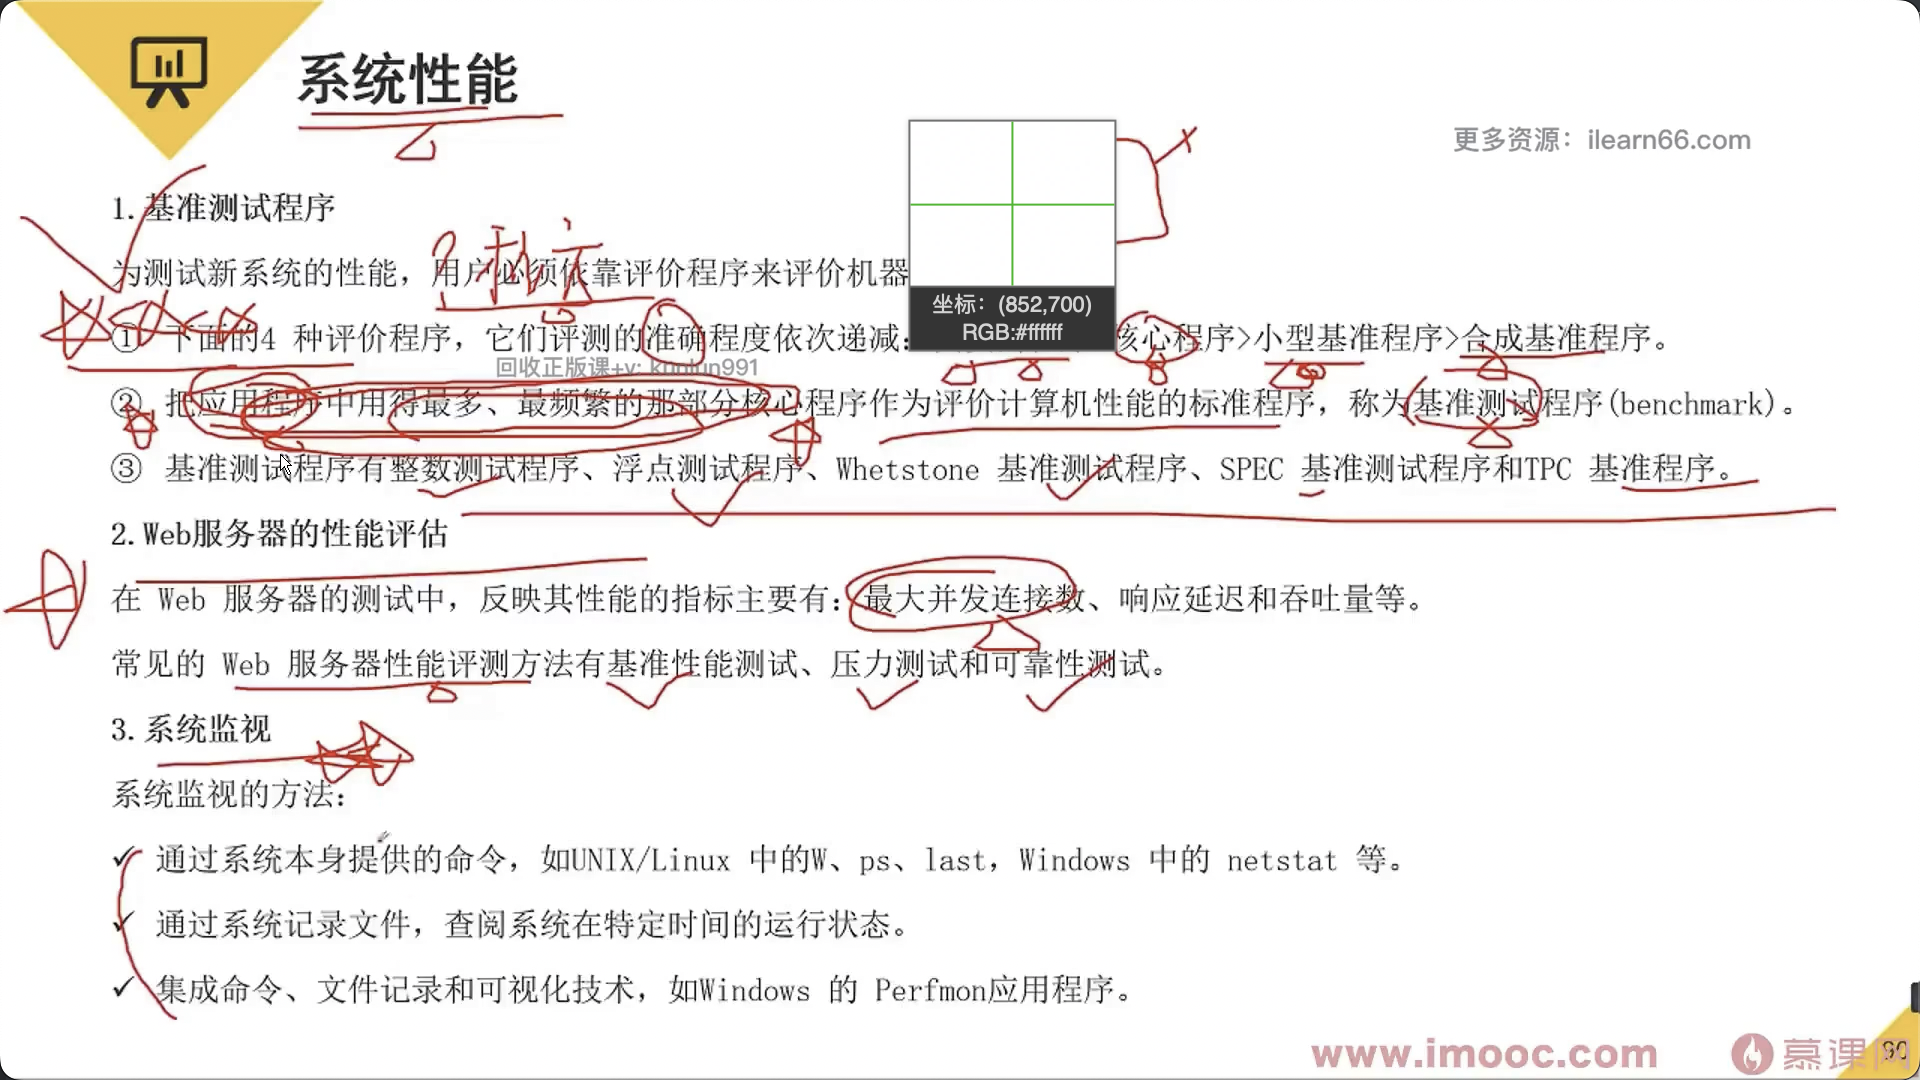 系统性能
更多资源：ilearn66.com
1.基准测试程序
为测试新系统的性能，用户必须依靠评价程序来评价机器
坐标：(852,700)
RGB:#ffffff
① 下面的4 种评价程序，它们评测的准确程度依次递减： 核心程序>小型基准程序>合成基准程序。
回收正版课+v: kunlun991
② 把应用程序中用得最多、最频繁的那部分核心程序作为评价计算机性能的标准程序，称为基准测试程序(benchmark)。
③ 基准测试程序有整数测试程序、浮点测试程序、Whetstone 基准测试程序、SPEC 基准测试程序和TPC 基准程序。
2.Web服务器的性能评估
在 Web 服务器的测试中，反映其性能的指标主要有：最大并发连接数、响应延迟和吞吐量等。
常见的 Web 服务器性能评测方法有基准性能测试、压力测试和可靠性测试。
3.系统监视
系统监视的方法：
✓ 通过系统本身提供的命令，如UNIX/Linux 中的W、ps、last，Windows 中的 netstat 等。
✓ 通过系统记录文件，查阅系统在特定时间的运行状态。
✓ 集成命令、文件记录和可视化技术，如Windows 的 Perfmon应用程序。
www.imooc.com 慕课网
90